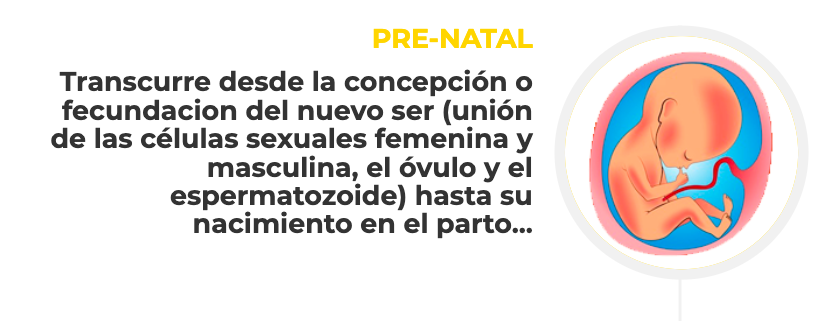 PRE-NATAL
Transcurre desde la concepción o
fecundacion del nuevo ser (unión
de las células sexuales femenina y
masculina, el óvulo y el
espermatozoide) hasta su
nacimiento en el parto...